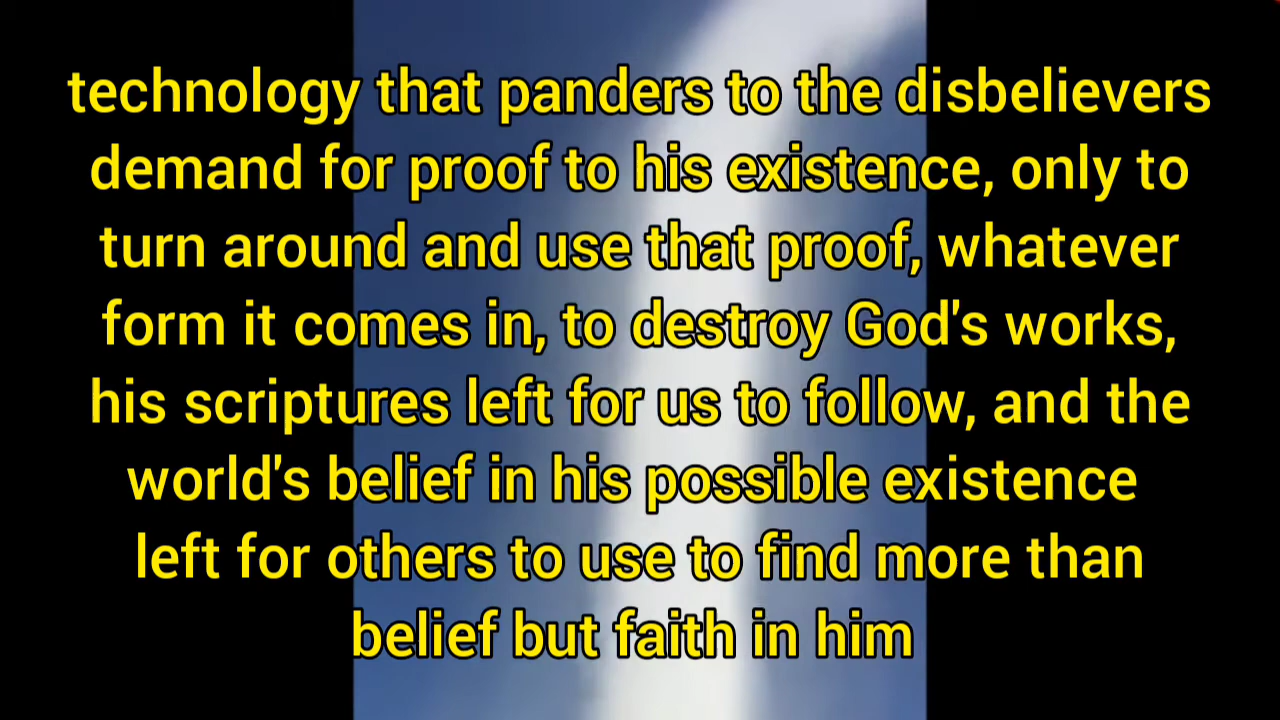 technology that panders to the disbelievers
demand for proof to his existence, only to
turn around and use that proof, whatever
form it comes in, to destroy God's works,
his scriptures left for us to follow, and the
world's belief in his possible existence
left for others to use to find more than
belief but faith in him